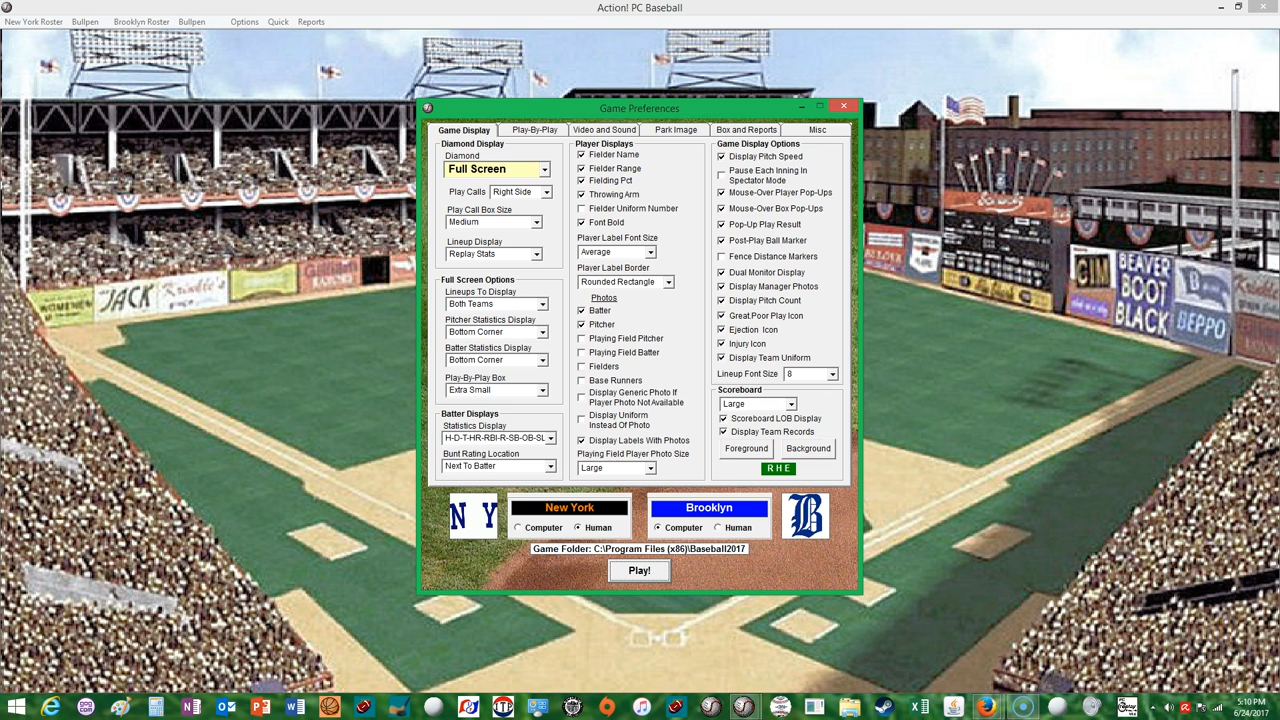 Action! PC Baseball
New York Roster Bullpen Brooklyn Roster Bullpen Options Quick Reports
Game Preferences
Game Display Play-By-Play Video and Sound Park Image Box and Reports Misc
Diamond Display
Diamond
Full Screen
Play Calls Right Side
Play Call Box Size
Medium
Lineup Display
Replay Stats
Full Screen Options
Lineups To Display
Both Teams
Pitcher Statistics Display
Bottom Corner
Batter Statistics Display
Bottom Corner
Play-By-Play Box
Extra Small
Batter Displays
Statistics Display
H-D-T-HR-RBI-R-SB-OB-SL
Bunt Rating Location
Next To Batter
Player Displays
Fielder Name
Fielder Range
Fielding Pct
Throwing Arm
Fielder Uniform Number
Font Bold
Player Label Font Size
Average
Player Label Border
Rounded Rectangle
Photos
Batter
Pitcher
Playing Field Pitcher
Playing Field Batter
Fielders
Base Runners
Display Generic Photo If
Player Photo Not Available
Display Uniform
Instead Of Photo
Display Labels With Photos
Playing Field Player Photo Size
Large
Game Display Options
Display Pitch Speed
Pause Each Inning In
Spectator Mode
Mouse-Over Player Pop-Ups
Mouse-Over Box Pop-Ups
Pop-Up Play Result
Post-Play Ball Marker
Fence Distance Markers
Dual Monitor Display
Display Manager Photos
Display Pitch Count
Great.Poor Play Icon
Ejection Icon
Injury Icon
Display Team Uniform
Lineup Font Size 8
Scoreboard
Large
Scoreboard LOB Display
Display Team Records
Foreground Background
R H E
N Y
New York
Computer Human
Brooklyn
Computer Human
B
Game Folder: C:\Program Files (x86)\Baseball2017
Play!
JACK
GEM
BEAVER
BOOT
BLACK
BEPPO
5:10 PM
6/24/2017